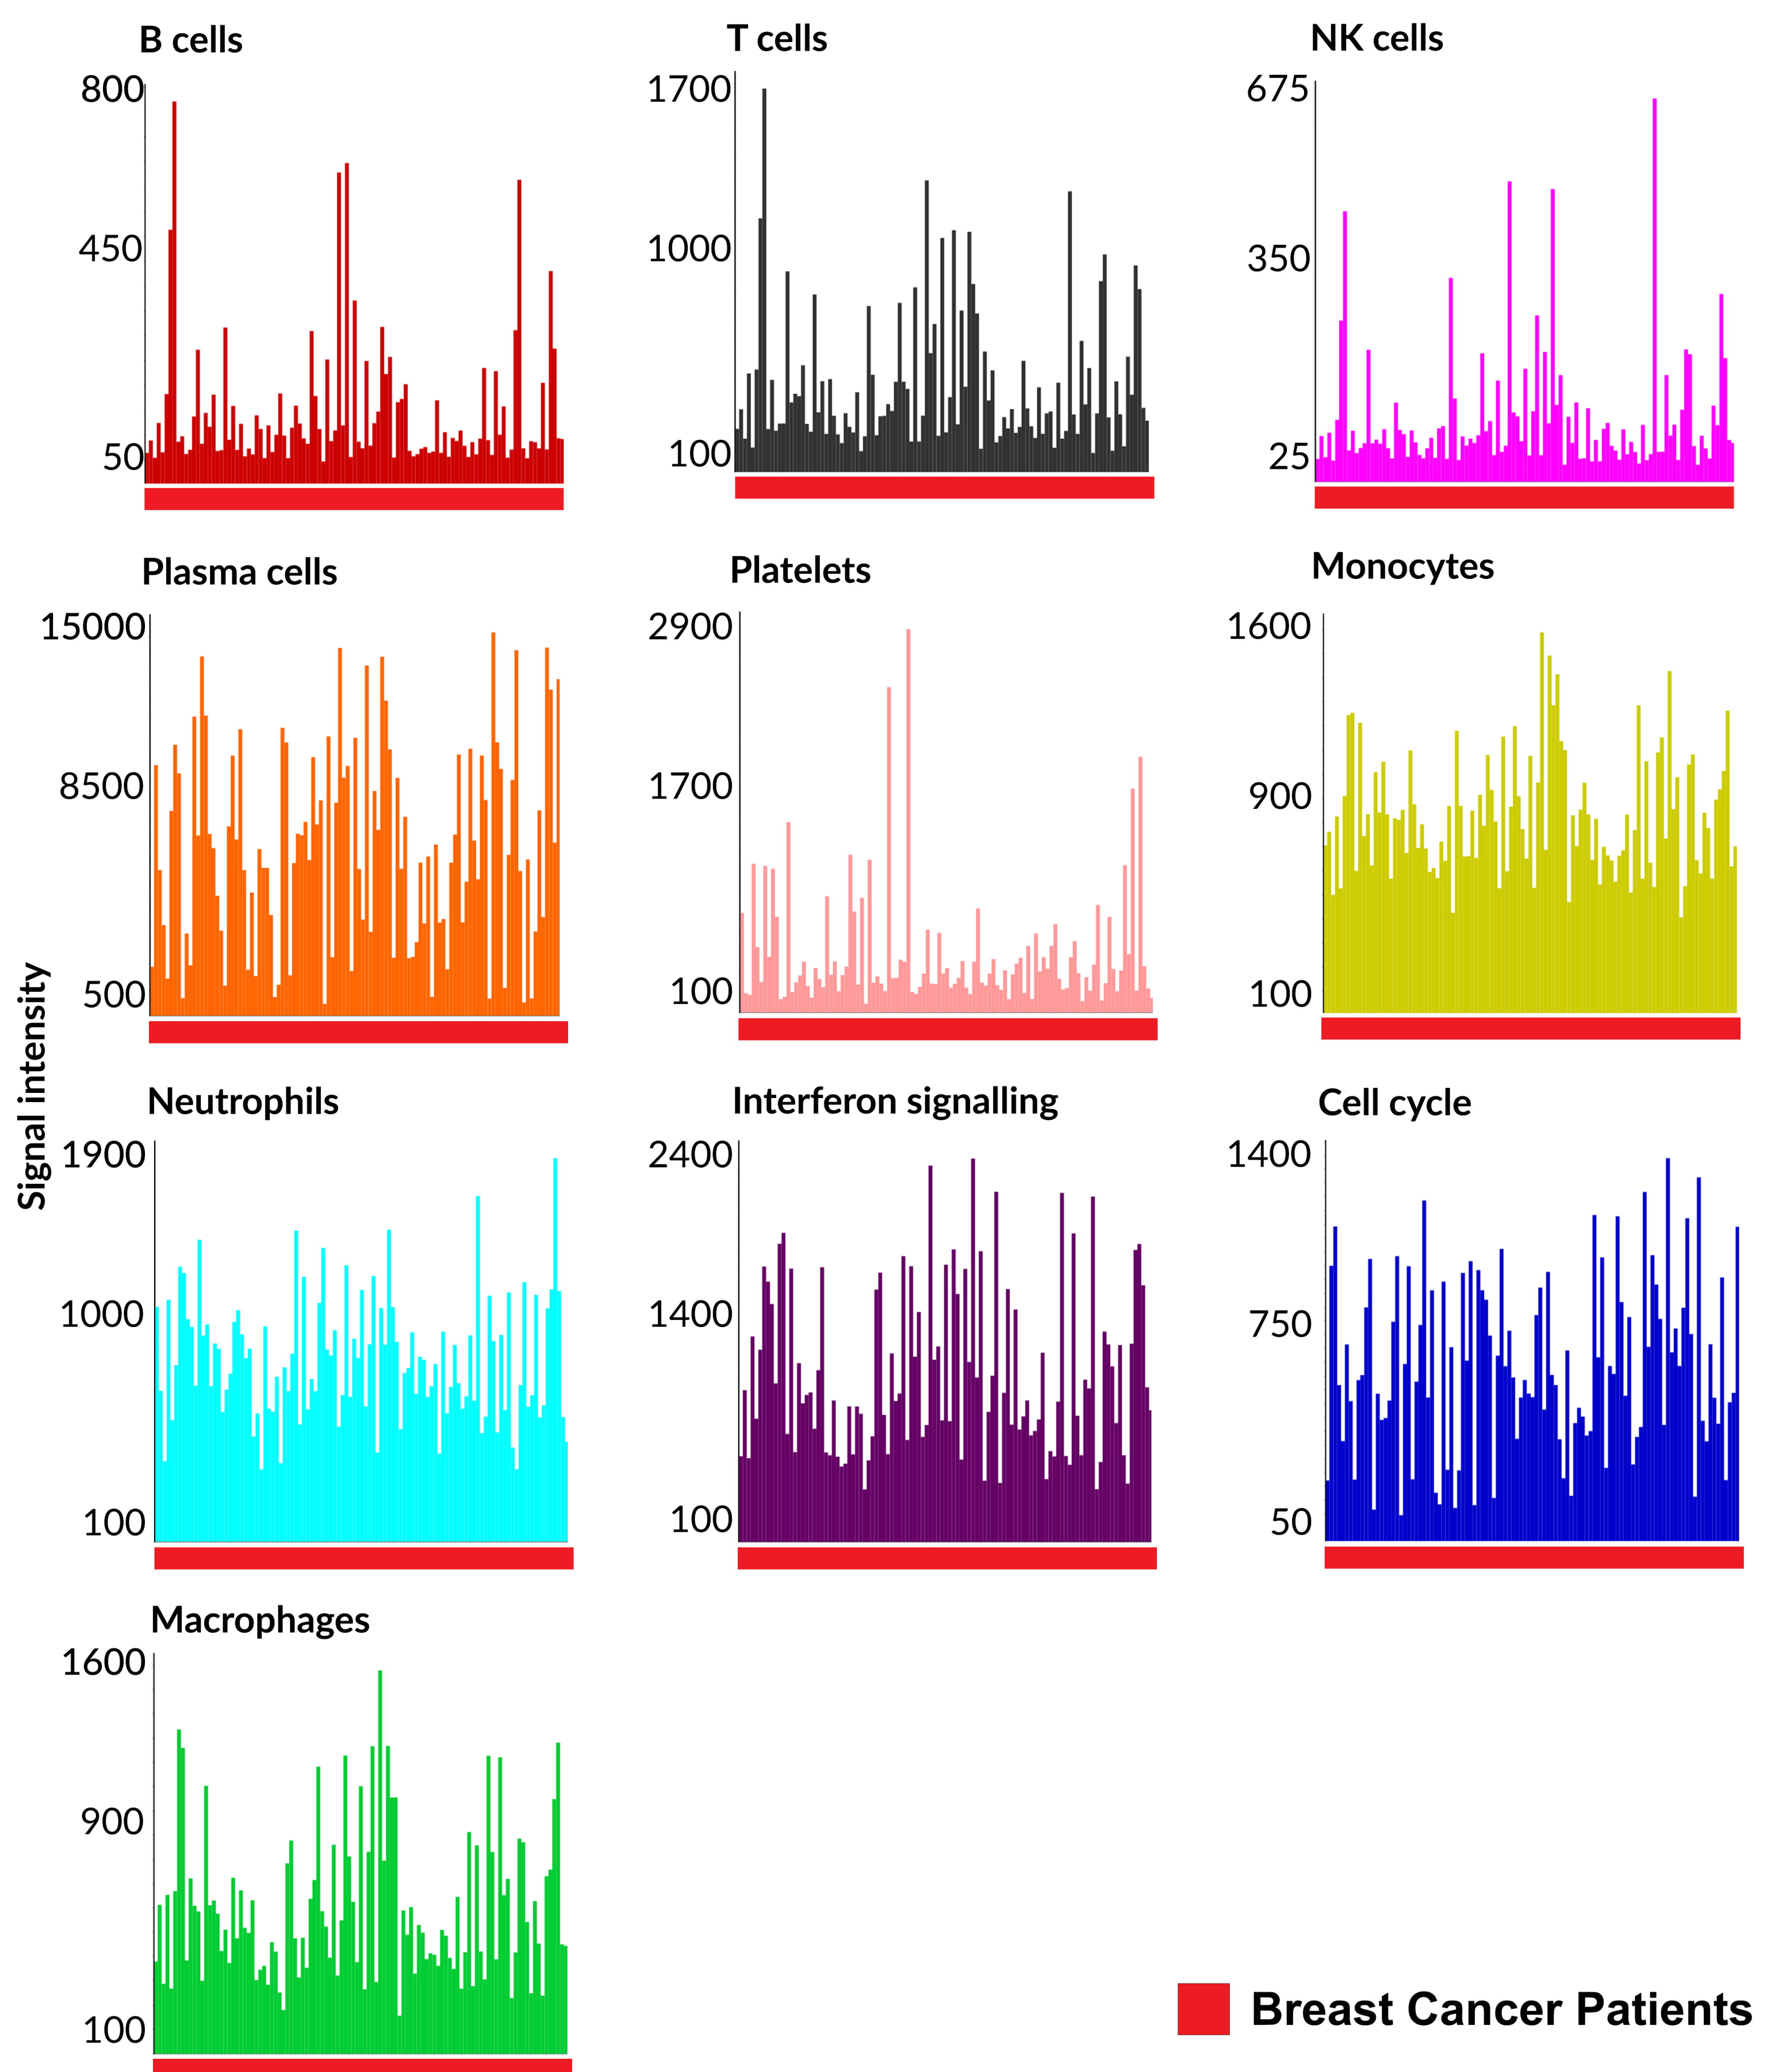 B cells
800
450
50
T cells
1700
1000
100
NK cells
675
350
25
Plasma cells
15000
8500
500
Platelets
2900
1700
100
Monocytes
1600
900
100
Signal intensity
Neutrophils
1900
1000
100
Interferon signalling
2400
1400
100
Cell cycle
1400
750
50
Macrophages
1600
900
100
Breast Cancer Patients